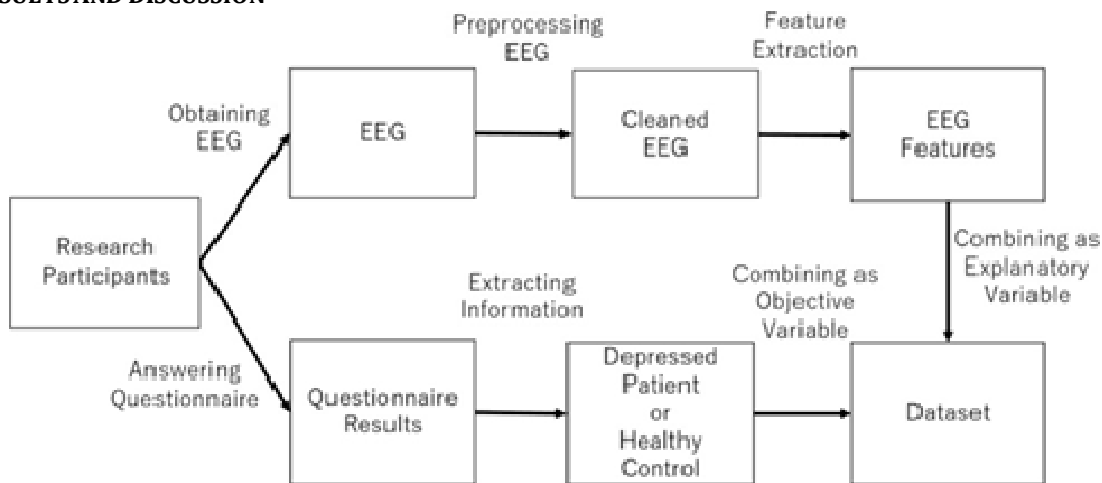 SULTS AND DISCUSSION
Preprocessing
EEG
Feature
Extraction
Obtaining
EEG
EEG
Cleaned
EEG
EEG
Features
Research
Participants
Combining as
Explanatory
Variable
Extracting
Information
Combining as
Objective
Variable
Answering
Questionnaire
Questionnaire
Results
Depressed
Patient
or
Healthy
Control
Dataset